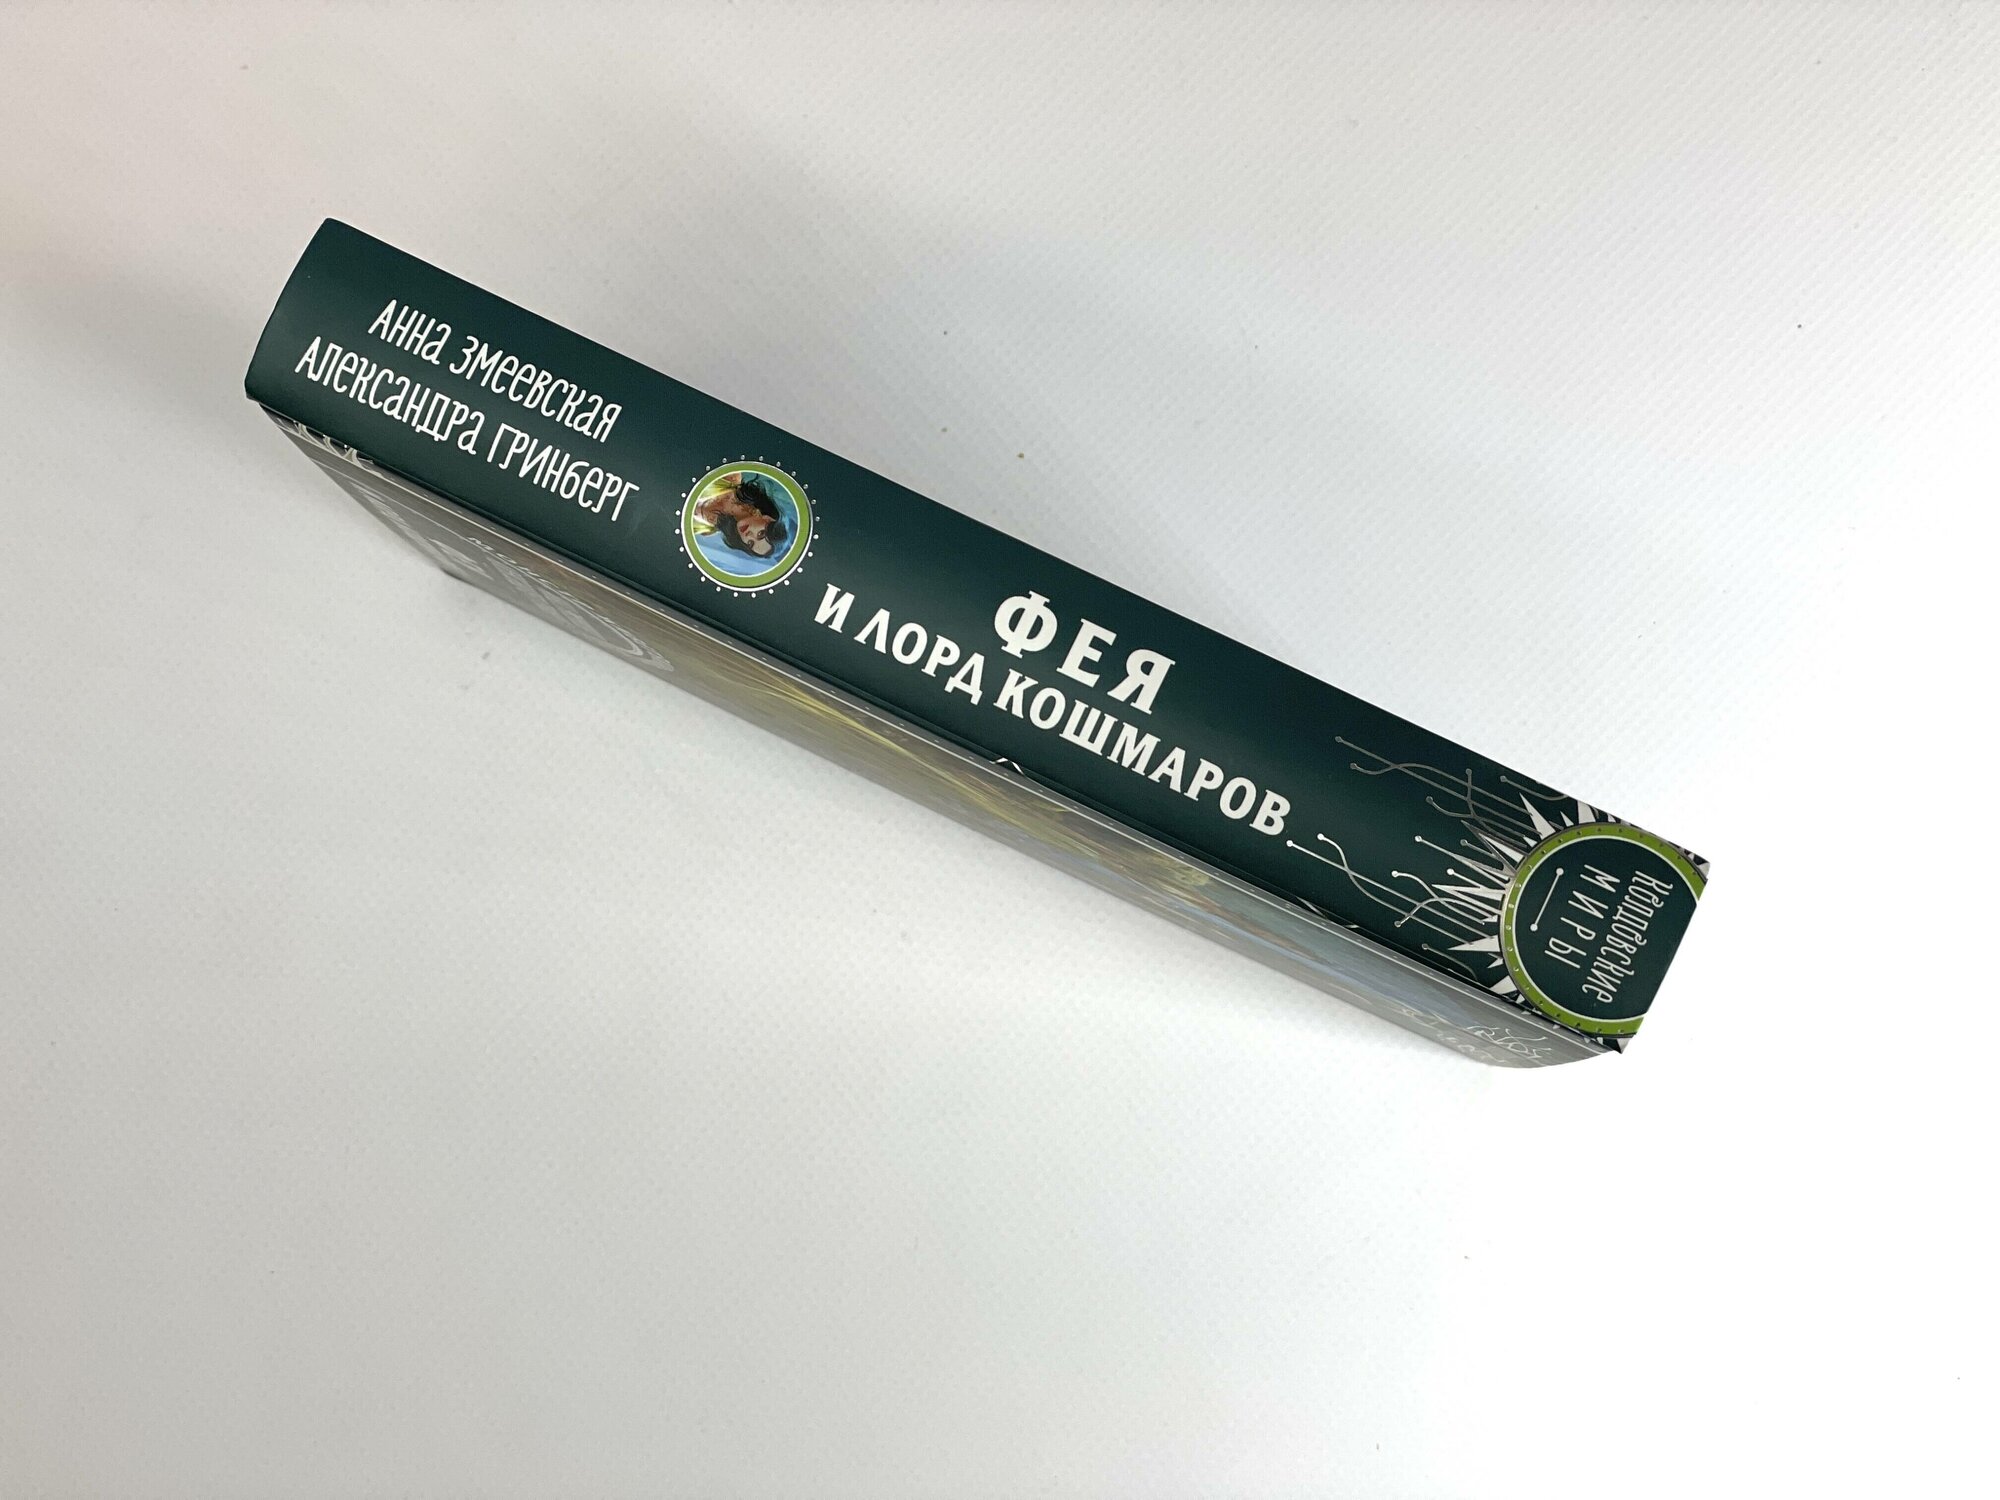 АННА ЗМЕЕВСКАЯ
АЛЕКСАНДРА ГРИНБЕРГ
ФЕЯ
И ЛОРД КОШМАРОВ
КОЛДОВСКИЕ
МИРЫ